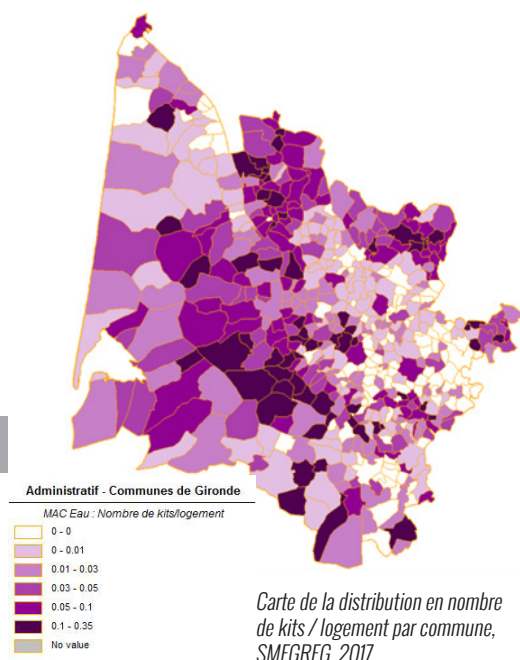 Administratif - Communes de Gironde
MAC Eau : Nombre de kits/logement
0 - 0
0 - 0.01
0.01 - 0.03
0.03 - 0.05
0.05 - 0.1
0.1 - 0.35
No value
Carte de la distribution en nombre
de kits / logement par commune,
SMEGREG, 2017